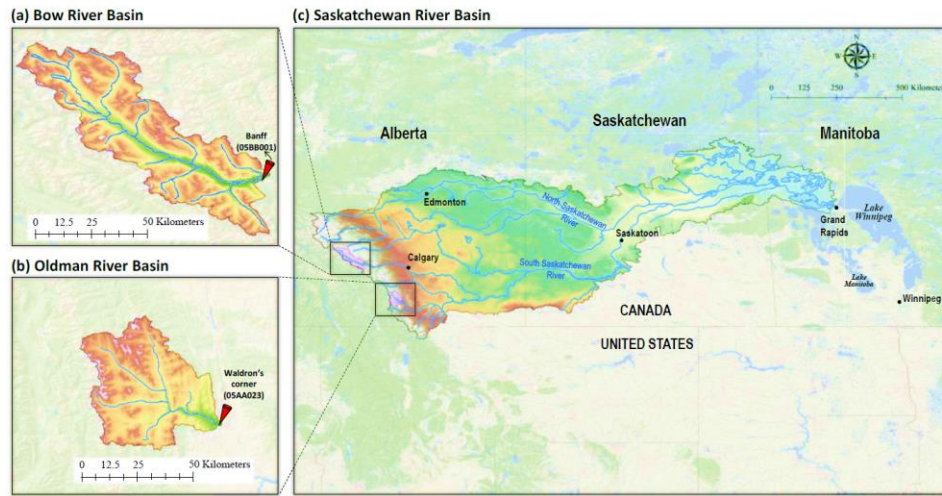 (a) Bow River Basin
Banff
(05BB001)
0 12.5 25 50 Kilometers
(b) Oldman River Basin
Waldron's
corner
(05AA023)
0 12.5 25 50 Kilometers
(c) Saskatchewan River Basin
N
W E
S
0 125 250 500 Kilometers
Alberta
Saskatchewan
Manitoba
Edmonton
North Saskatchewan
River
Saskatoon
Grand
Rapids
Lake
Winnipeg
Calgary
South Saskatchewan
River
Lake
Manitoba
Winnipeg
CANADA
UNITED STATES